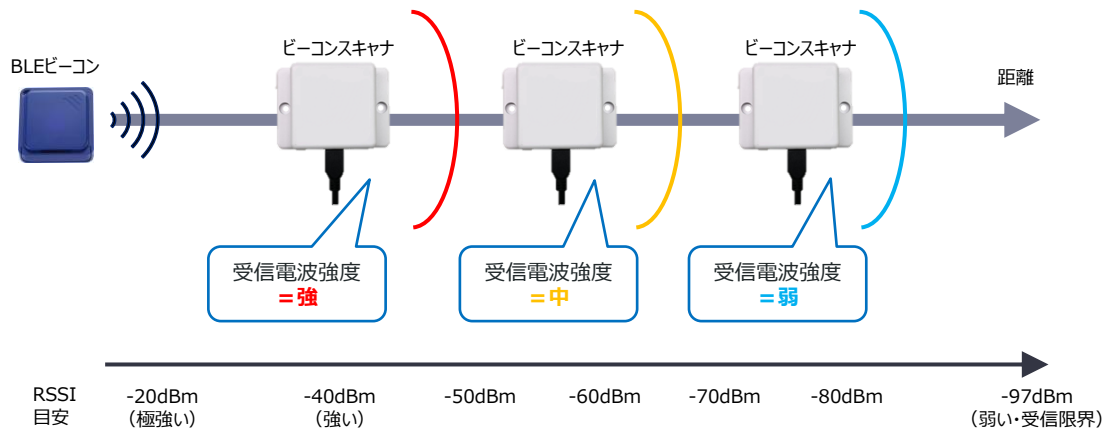 BLEビーコン
ビーコンスキャナ
ビーコンスキャナ
ビーコンスキャナ
距離
受信電波強度
=強
受信電波強度
=中
受信電波強度
=弱
RSSI
目安
-20dBm
（極強い）
-40dBm
（強い）
-50dBm
-60dBm
-70dBm
-80dBm
-97dBm
（弱い・受信限界）